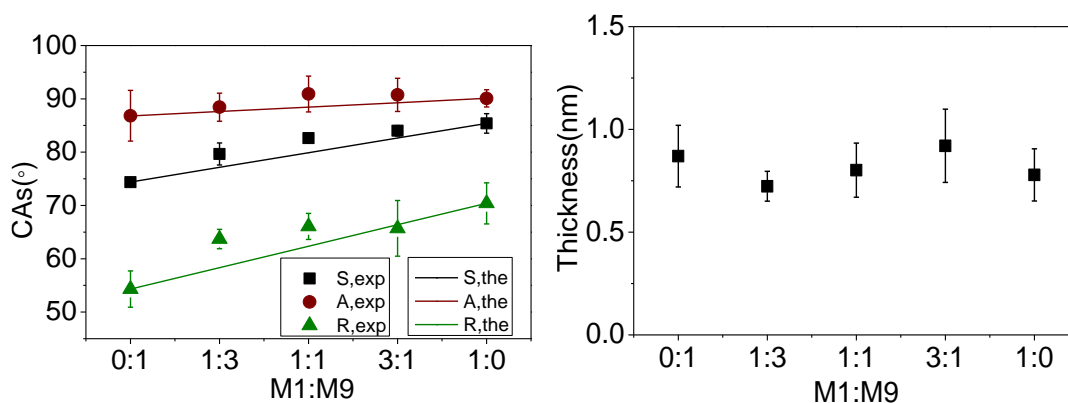 100
90
80
70
60
50
CAs(°)
S,exp
A,exp
R,exp
S,the
A,the
R,the
0:1 1:3 1:1 3:1 1:0
M1:M9
1.5
1.0
0.5
0.0
Thickness(nm)
0:1 1:3 1:1 3:1 1:0
M1:M9